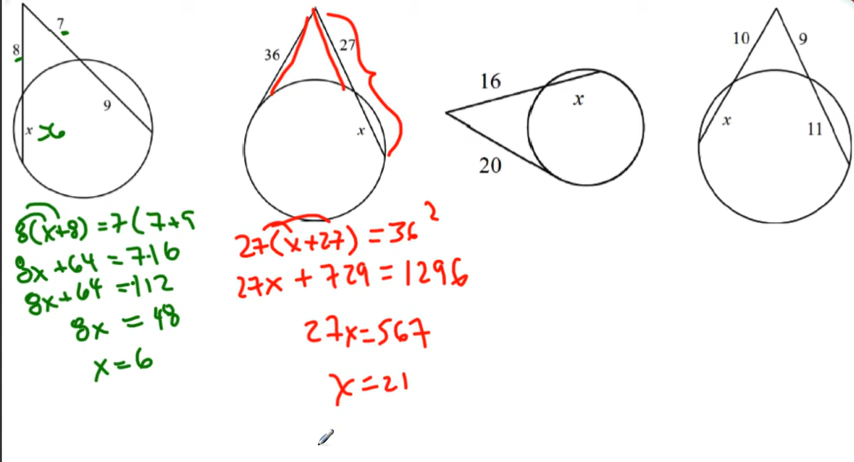 7
8
9
x x
8(x+8)=7(7+9
8x+64=7·16
8x+64=112
8x=48
x=6
36
27
x
27(x+27)=36²
27x+729=1296
27x=567
x=21
16
x
20
10
9
x
11